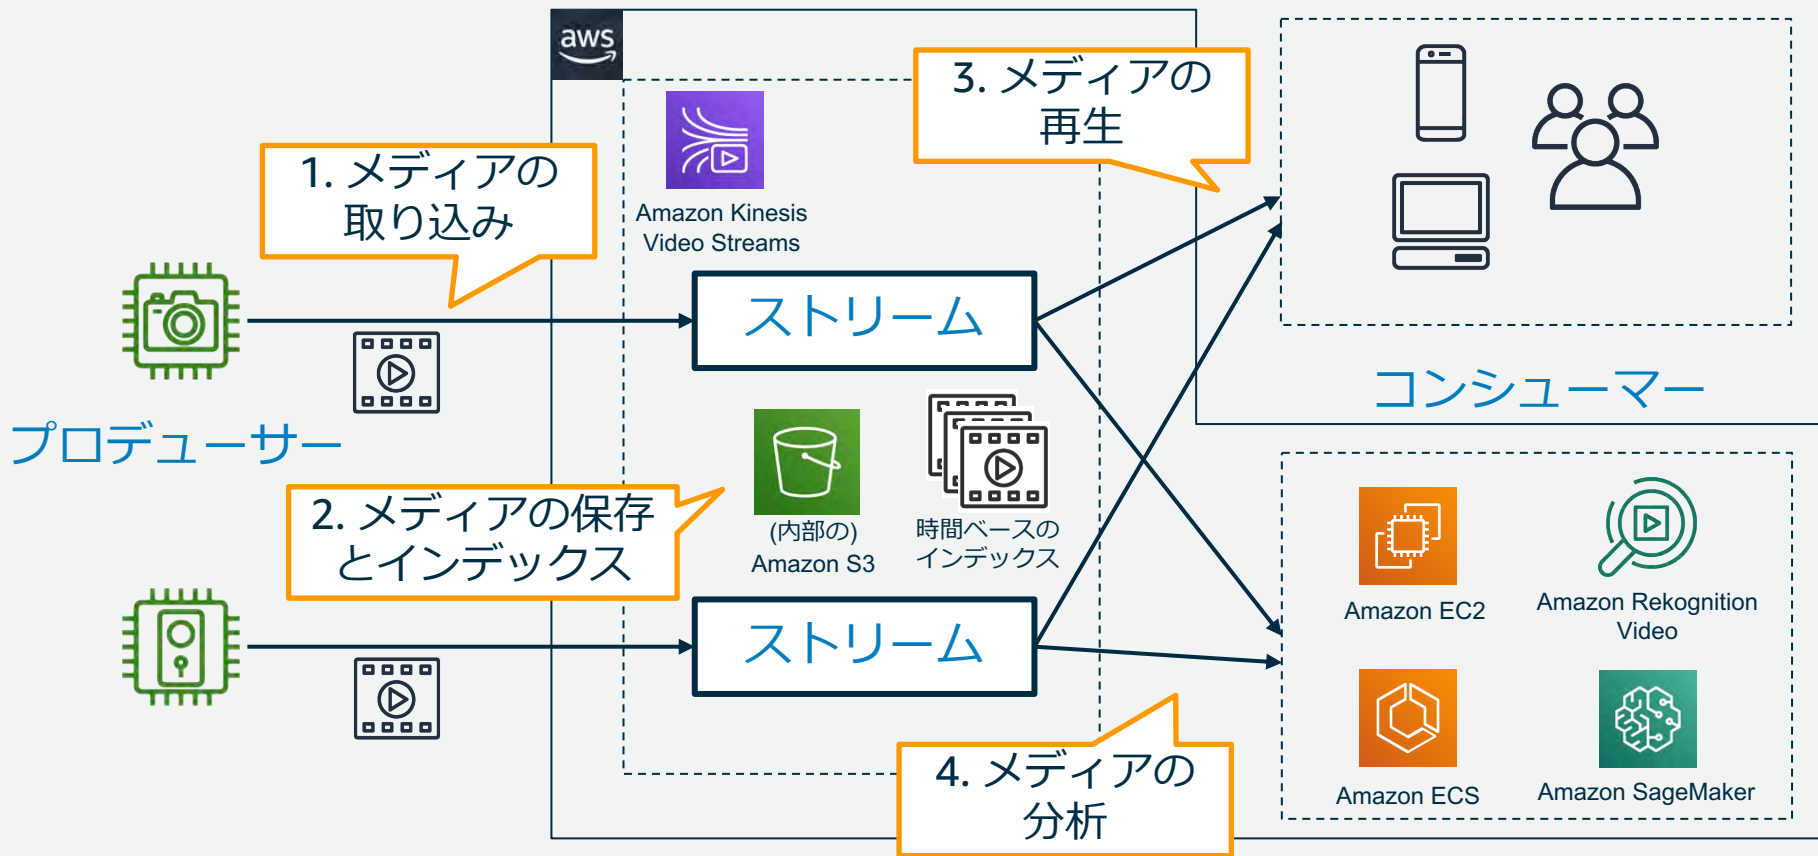 aws
1. メディアの
取り込み
Amazon Kinesis
Video Streams
3. メディアの
再生
ストリーム
プロデューサー
コンシューマー
2. メディアの保存
とインデックス
(内部の)
Amazon S3
時間ベースの
インデックス
ストリーム
Amazon EC2
Amazon Rekognition
Video
4. メディアの
分析
Amazon ECS
Amazon SageMaker